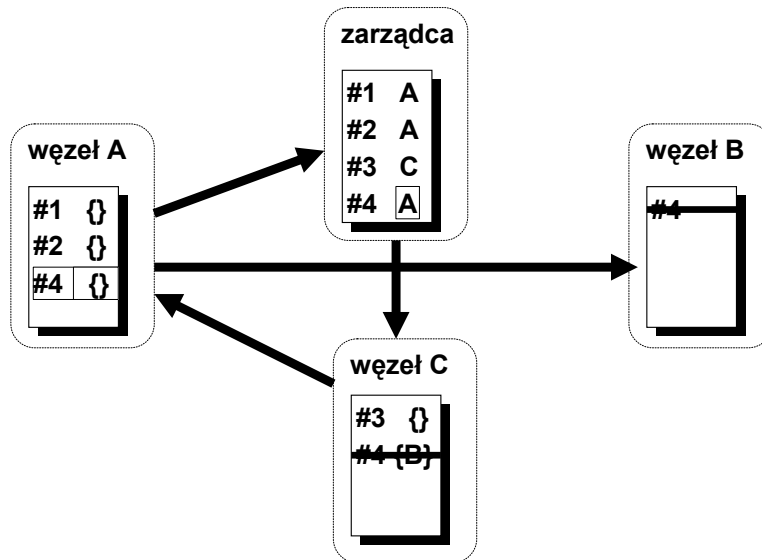 zarządca
#1 A
#2 A
#3 C
#4 A
węzeł A
#1 {}
#2 {}
#4 {}
węzeł B
#4
węzeł C
#3 {}
#4 {B}